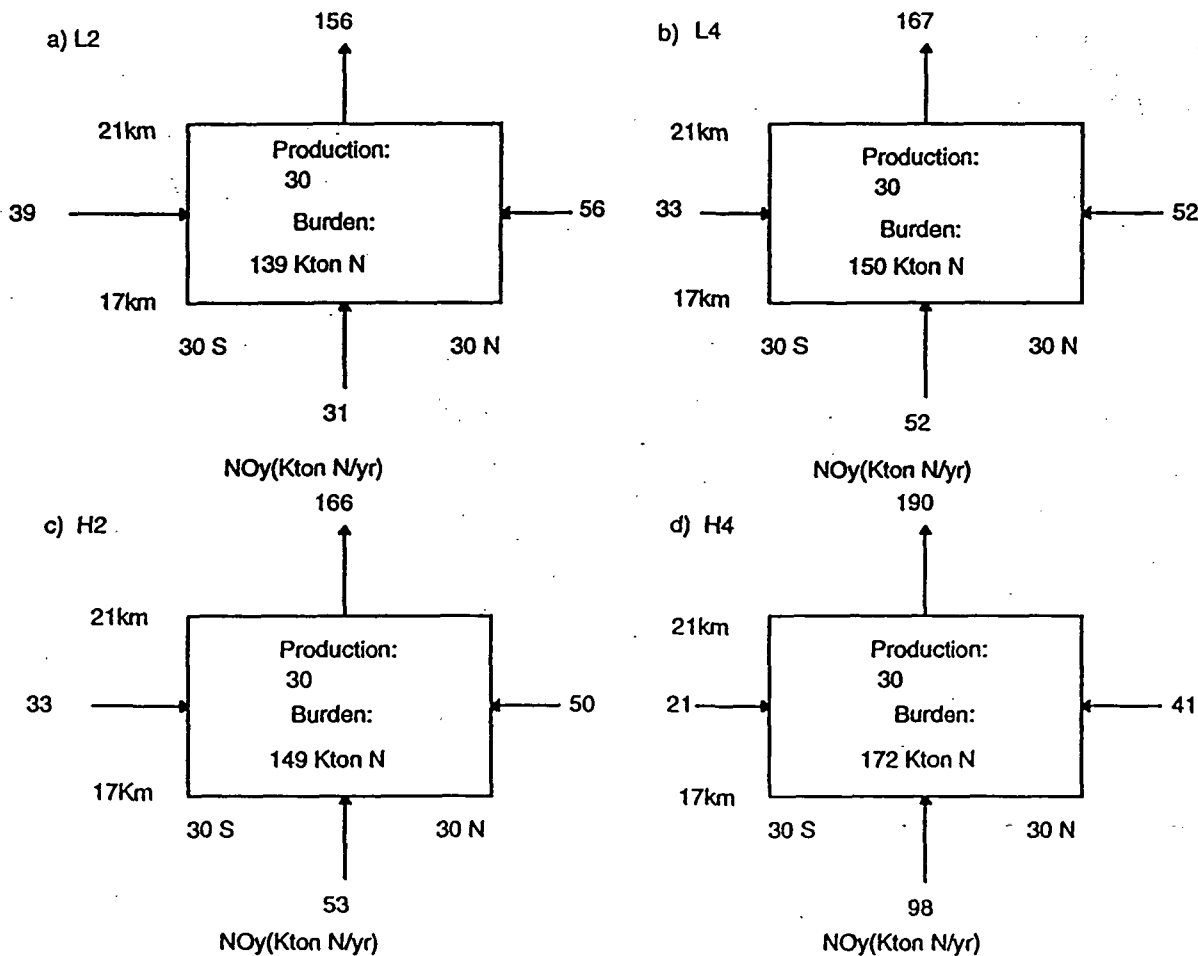 a) L2
156
21km
Production:
30
Burden:
139 Kton N
39
56
17km
30 S
30 N
31
NOy(Kton N/yr)
b) L4
167
Production:
30
Burden:
150 Kton N
33
52
17km
30 S
30 N
52
NOy(Kton N/yr)
c) H2
166
21km
Production:
30
Burden:
149 Kton N
33
50
17Km
30 S
30 N
53
NOy(Kton N/yr)
d) H4
190
21km
Production:
30
Burden:
172 Kton N
21
41
17km
30 S
30 N
98
NOy(Kton N/yr)